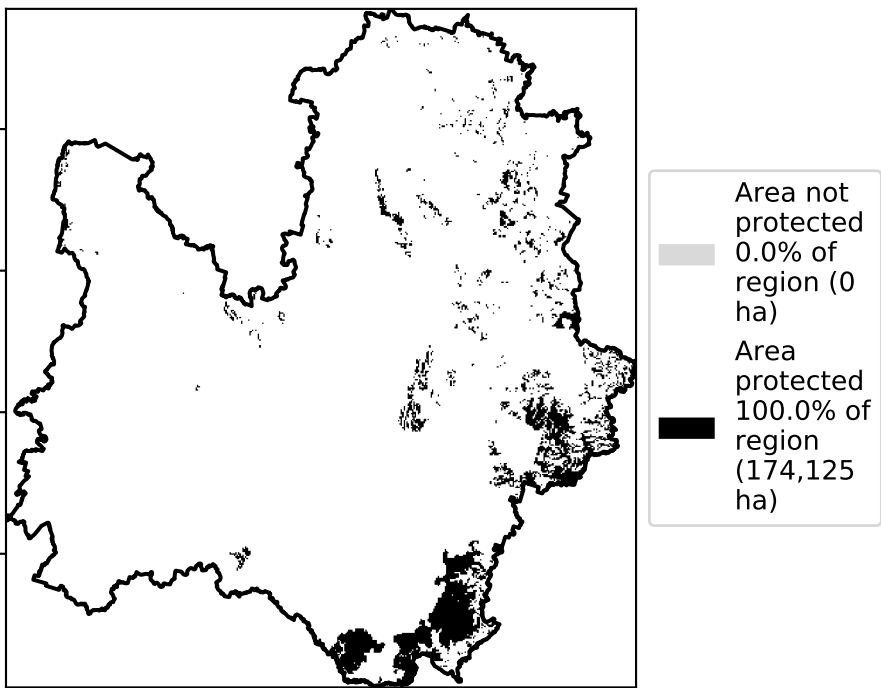 Area not
protected
0.0% of
region (0
ha)
Area
protected
100.0% of
region
(174,125
ha)